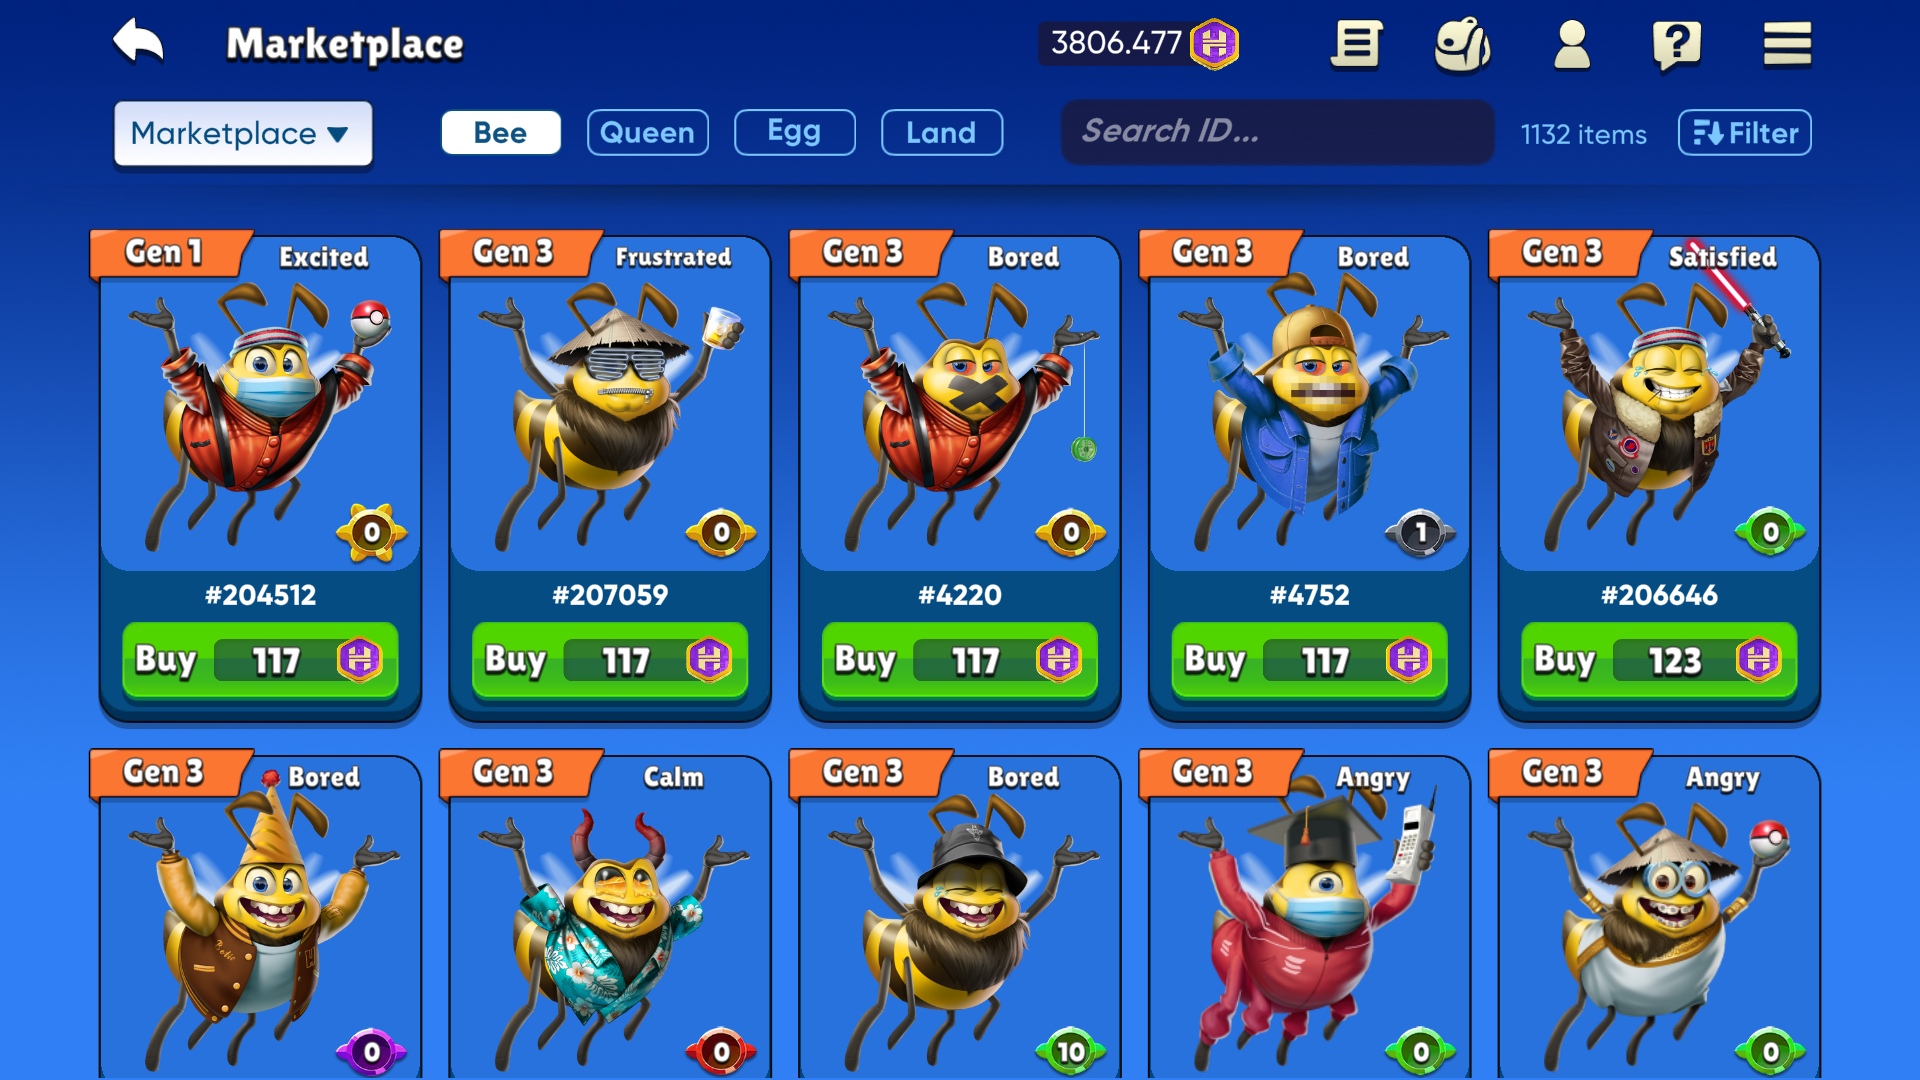 Marketplace
3806.477
Marketplace
Bee
Queen
Egg
Land
Search ID...
1132 items
Filter
Gen 1
Excited
0
#204512
Buy 117
Gen 3
Frustrated
0
#207059
Buy 117
Gen 3
Bored
0
#4220
Buy 117
Gen 3
Bored
1
#4752
Buy 117
Gen 3
Satisfied
0
#206646
Buy 123
Gen 3
Bored
0
Gen 3
Calm
0
Gen 3
Bored
10
Gen 3
Angry
0
Gen 3
Angry
0